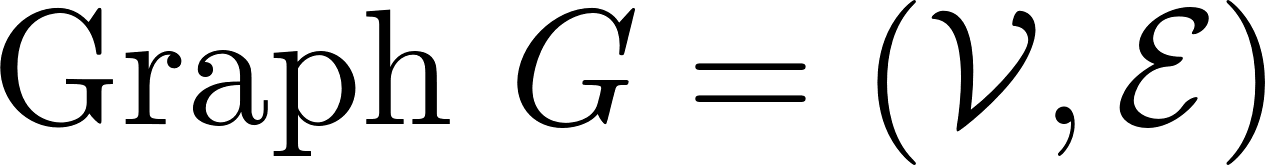 Graph G = (𝒱, ℰ)